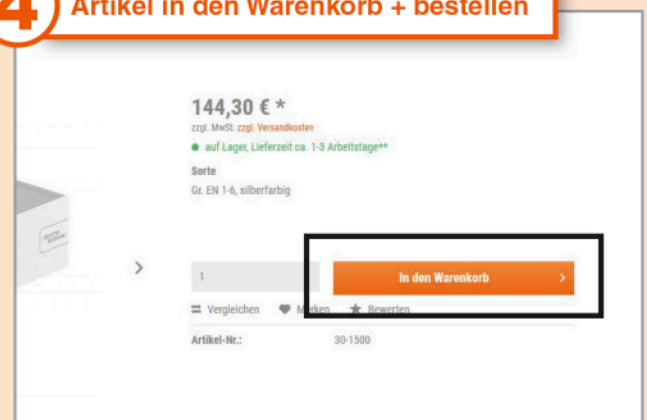 4 Artikel in den Warenkorb + bestellen
144,30 € *
zzgl. MwSt. zzgl. Versandkosten
auf Lager, Lieferzeit ca. 1-3 Arbeitstage**
Sorte
Gr. EN 1-6, silberfarbig
1 In den Warenkorb
Vergleichen Merken Bewerten
Artikel-Nr.: 30-1500